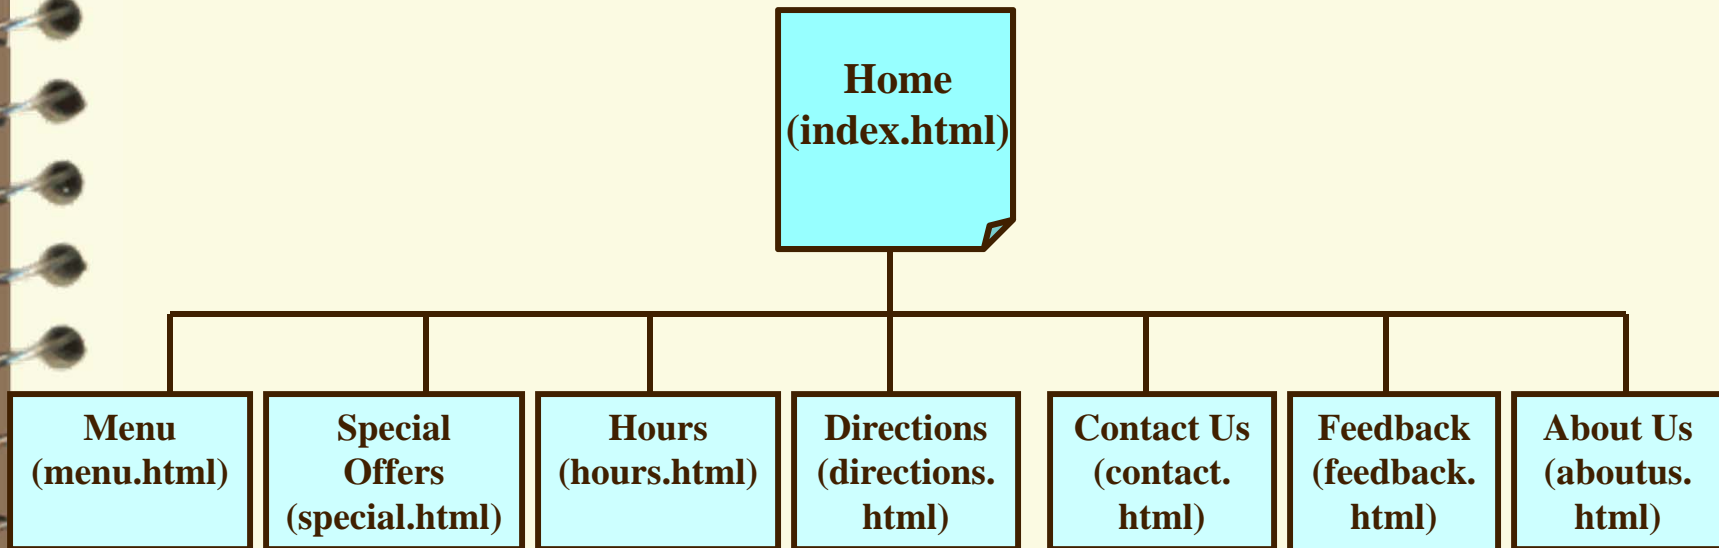 Home
(index.html)
Menu
(menu.html)
Special
Offers
(special.html)
Hours
(hours.html)
Directions
(directions.
html)
Contact Us
(contact.
html)
Feedback
(feedback.
html)
About Us
(aboutus.
html)